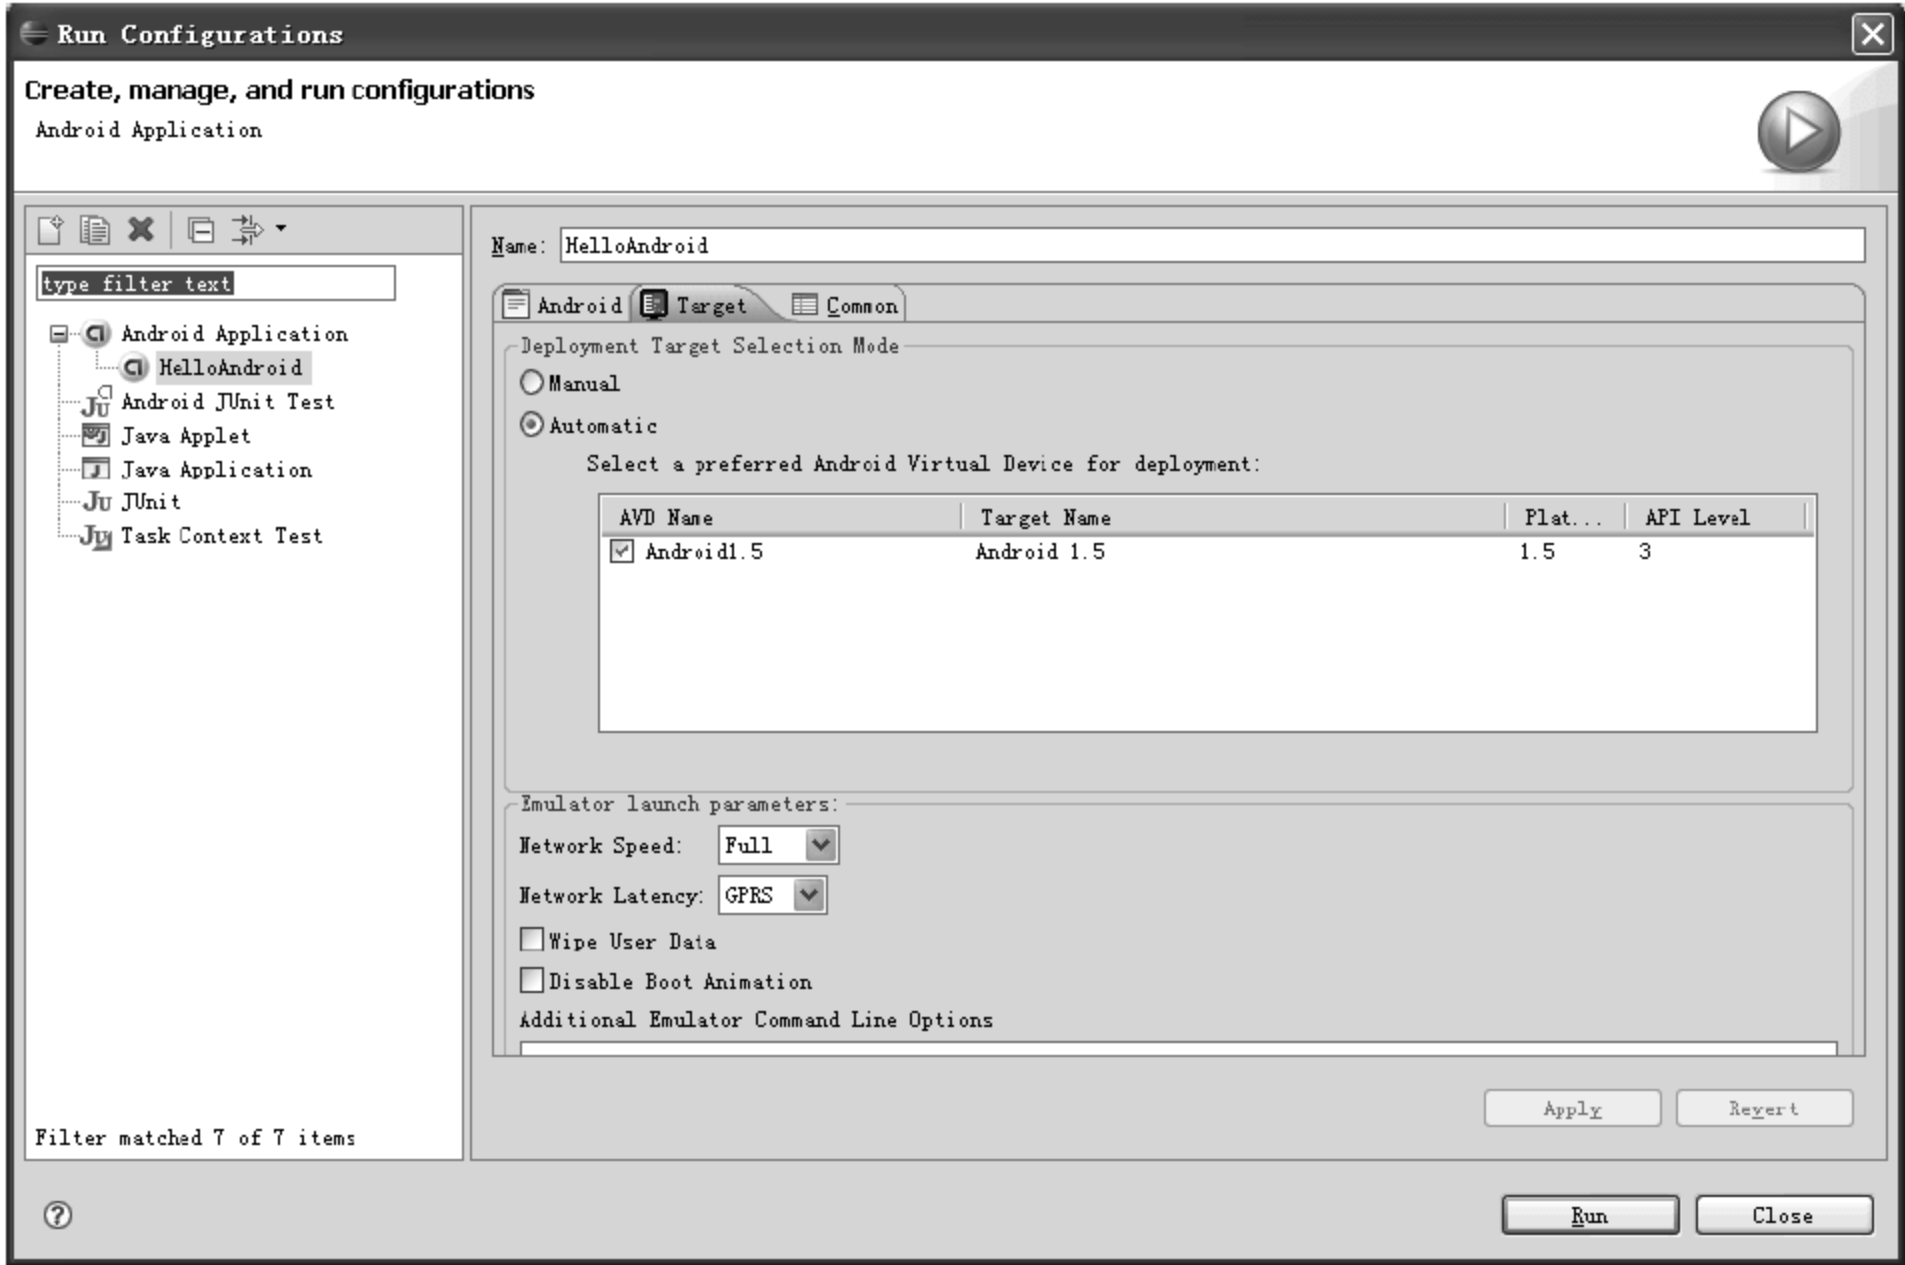 Run Configurations
Create, manage, and run configurations
Android Application
type filter text
Android Application
HelloAndroid
Android JUnit Test
Java Applet
Java Application
JUnit
Task Context Test
Filter matched 7 of 7 items
Name: HelloAndroid
Android Target Common
Deployment Target Selection Mode
Manual
Automatic
Select a preferred Android Virtual Device for deployment:
AVD Name Target Name Plat... API Level
Android1.5 Android 1.5 1.5 3
Emulator launch parameters:
Network Speed: Full
Network Latency: GPRS
Wipe User Data
Disable Boot Animation
Additional Emulator Command Line Options
Apply Revert
Run Close